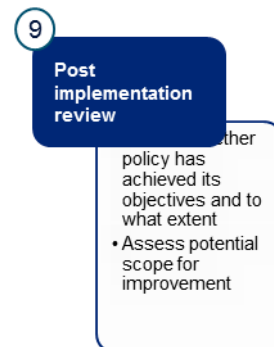 9
Post
implementation
review
policy has
achieved its
objectives and to
what extent
• Assess potential
scope for
improvement